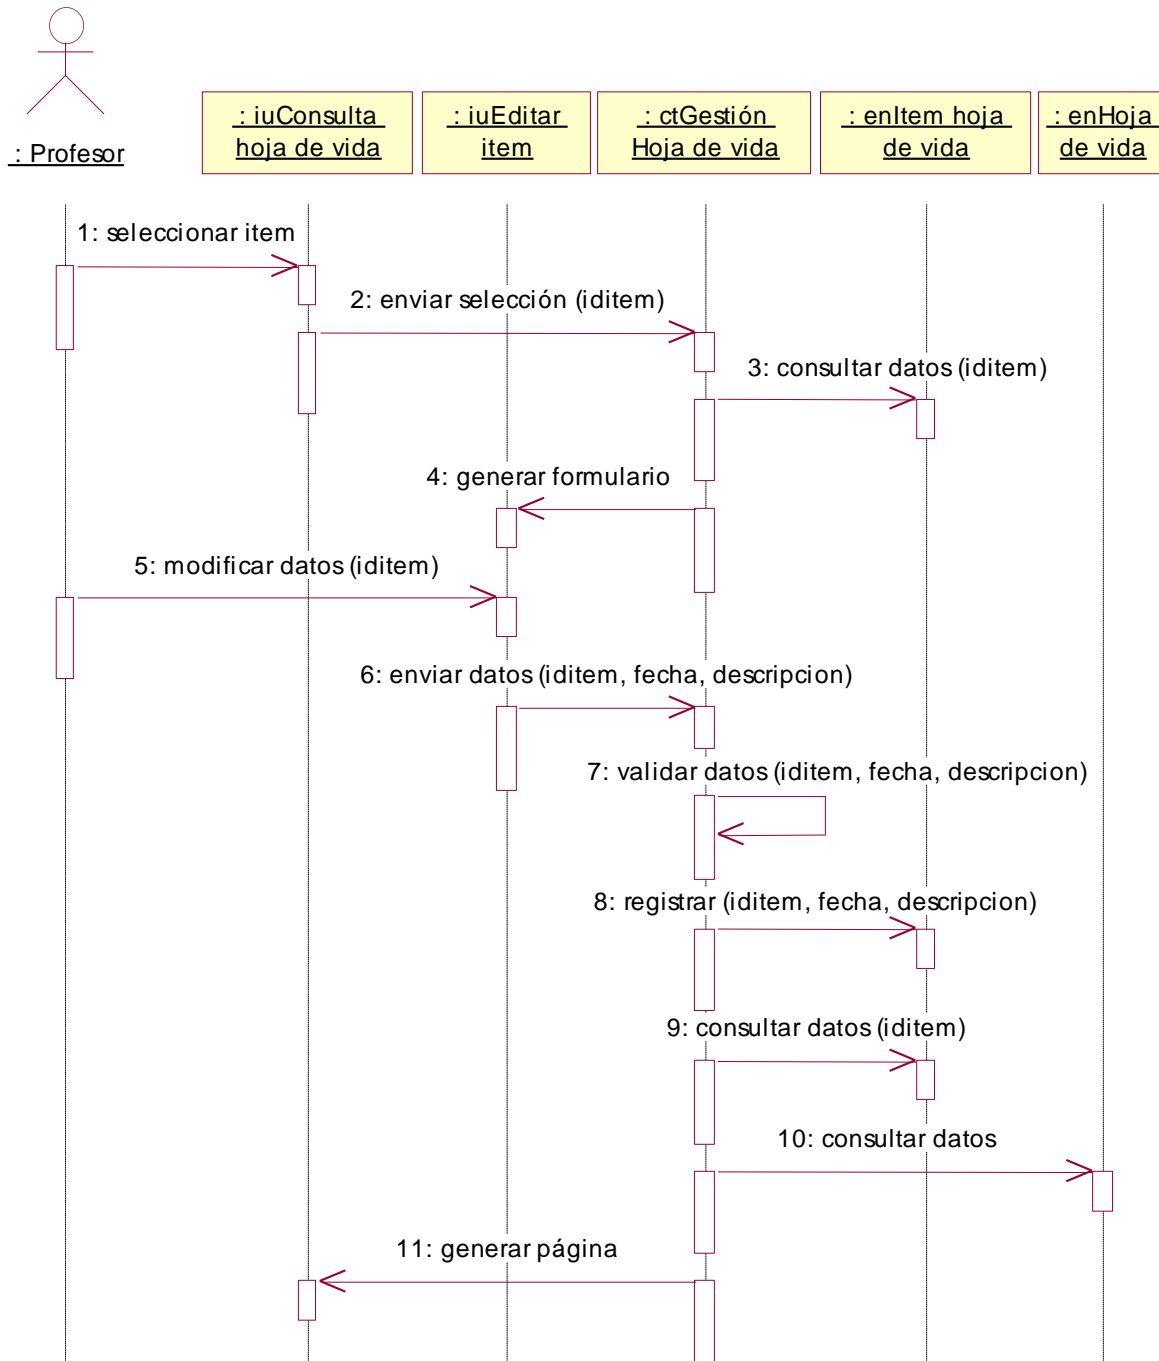 : Profesor
: iuConsulta
hoja de vida
: iuEditar
item
: ctGestión
Hoja de vida
: enItem hoja
de vida
: enHoja
de vida
1: seleccionar item
2: enviar selección (iditem)
3: consultar datos (iditem)
4: generar formulario
5: modificar datos (iditem)
6: enviar datos (iditem, fecha, descripcion)
7: validar datos (iditem, fecha, descripcion)
8: registrar (iditem, fecha, descripcion)
9: consultar datos (iditem)
10: consultar datos
11: generar página